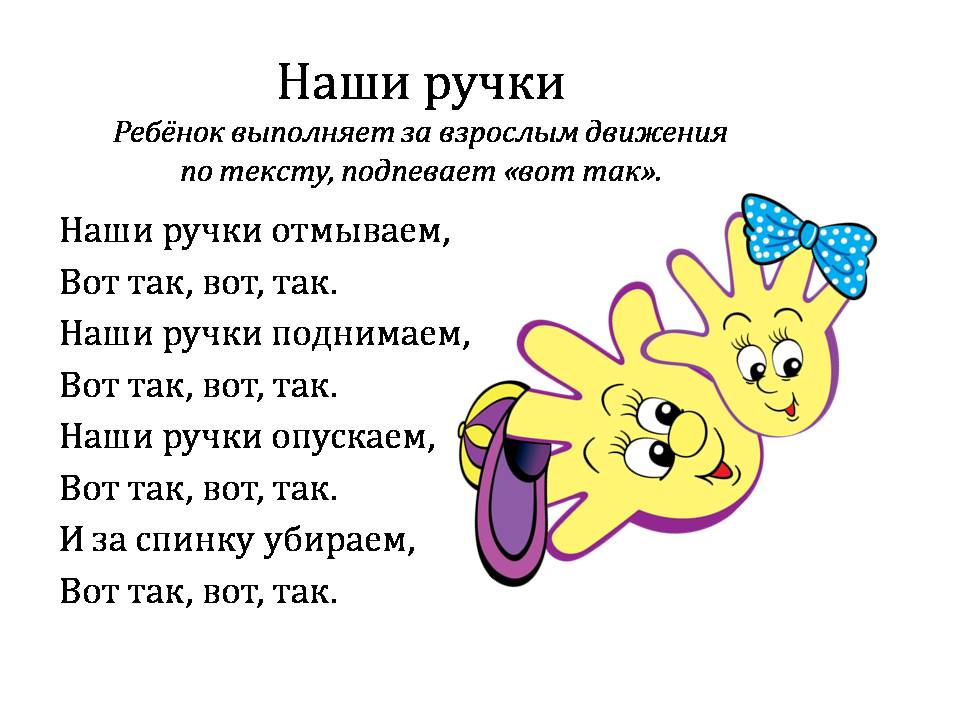 Наши ручки
Ребёнок выполняет за взрослым движения
по тексту, подпевает «вот так».
Наши ручки отмываем,
Вот так, вот, так.
Наши ручки поднимаем,
Вот так, вот, так.
Наши ручки опускаем,
Вот так, вот, так.
И за спинку убираем,
Вот так, вот, так.